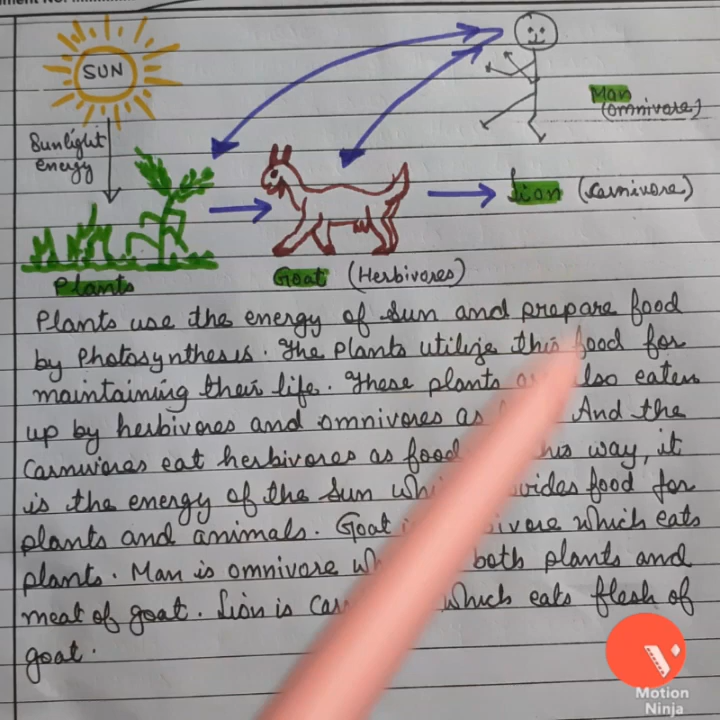 SUN
Sunlight
energy
Man
(omnivore)
Lion (Carnivore)
Plants
Goat (Herbivores)
Plants use the energy of Sun and prepare food
by Photosynthesis. The Plants utilize this food for
maintaining their life. These plants also eaten
up by herbivores and omnivores as And the
Carnivores eat herbivores as food this way, it
is the energy of the Sun food for
plants and animals. Goat which eats
plants. Man is omnivore both plants and
meat of goat. Lion is which eats flesh of
goat.
Motion
Ninja